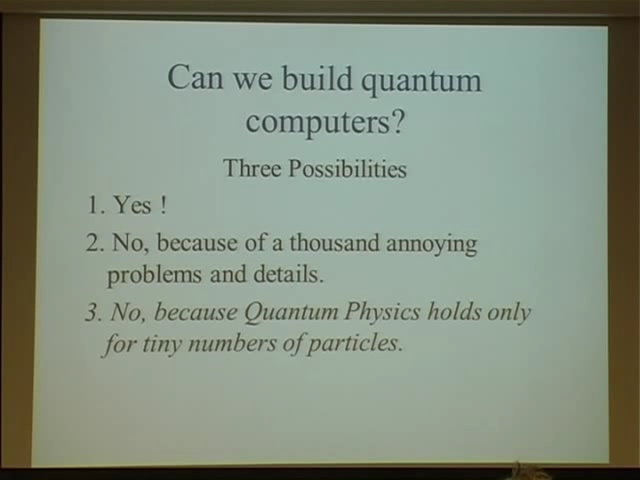 Can we build quantum
computers?
Three Possibilities
1. Yes !
2. No, because of a thousand annoying
problems and details.
3. No, because Quantum Physics holds only
for tiny numbers of particles.